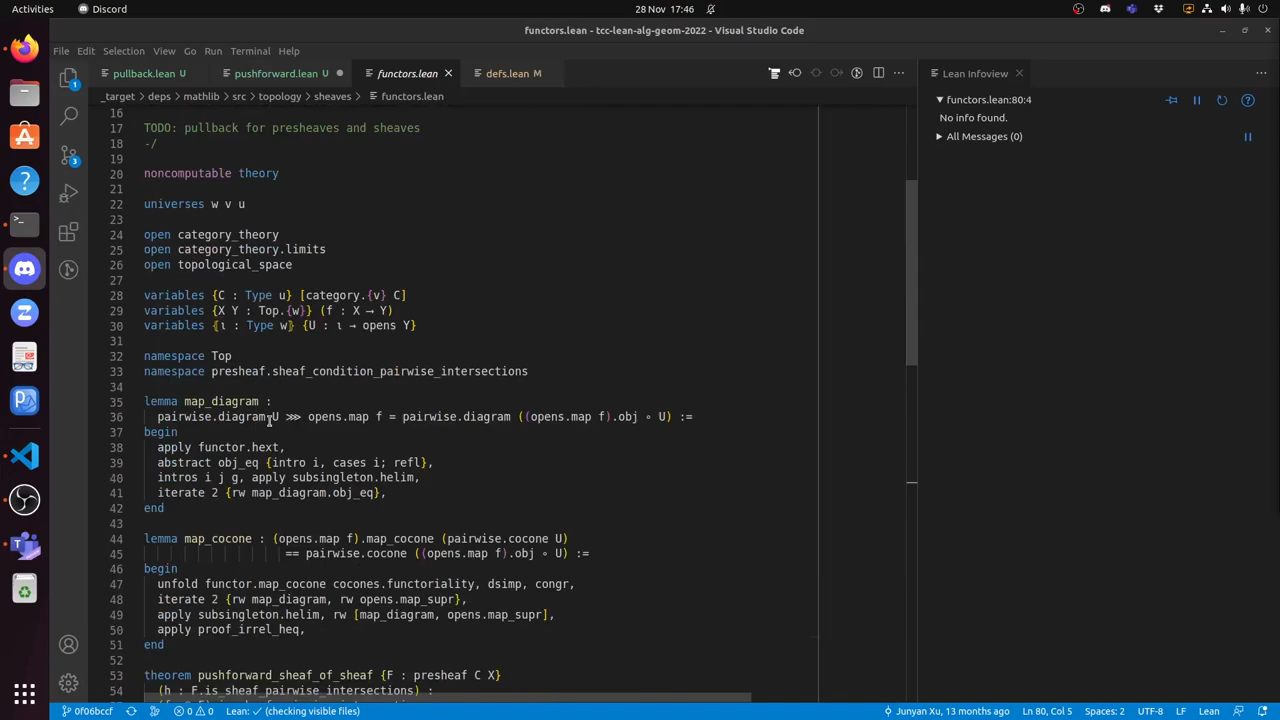 Activities
Discord
28 Nov 17:46
functors.lean - tcc-lean-alg-geom-2022 - Visual Studio Code
File Edit Selection View Go Run Terminal Help
pullback.lean U
pushforward.lean U
functors.lean
defs.lean M
Lean Infoview
_target > deps > mathlib > src > topology > sheaves > functors.lean
functors.lean:80:4
No info found.
All Messages (0)
16
17 TODO: pullback for presheaves and sheaves
18 -/
19
20 noncomputable theory
21
22 universes w v u
23
24 open category_theory
25 open category_theory.limits
26 open topological_space
27
28 variables {C : Type u} [category.{v} C]
29 variables {X Y : Top.{w}} (f : X ⟶ Y)
30 variables ⦃ι : Type w⦄ {U : ι → opens Y}
31
32 namespace Top
33 namespace presheaf.sheaf_condition_pairwise_intersections
34
35 lemma map_diagram :
36 pairwise.diagram U ⋙ opens.map f = pairwise.diagram ((opens.map f).obj ∘ U) :=
37 begin
38 apply functor.hext,
39 abstract obj_eq {intro i, cases i; refl},
40 intros i j g, apply subsingleton.helim,
41 iterate 2 {rw map_diagram.obj_eq},
42 end
43
44 lemma map_cocone : (opens.map f).map_cocone (pairwise.cocone U)
45 == pairwise.cocone ((opens.map f).obj ∘ U) :=
46 begin
47 unfold functor.map_cocone cocones.functoriality, dsimp, congr,
48 iterate 2 {rw map_diagram, rw opens.map_supr},
49 apply subsingleton.helim, rw [map_diagram, opens.map_supr],
50 apply proof_irrel_heq,
51 end
52
53 theorem pushforward_sheaf_of_sheaf {F : presheaf C X}
54 (h : F.is_sheaf_pairwise_intersections) :
0f06bccf
0 0
Lean: ✓ (checking visible files)
Junyan Xu, 13 months ago
Ln 80, Col 5
Spaces: 2
UTF-8
LF
Lean